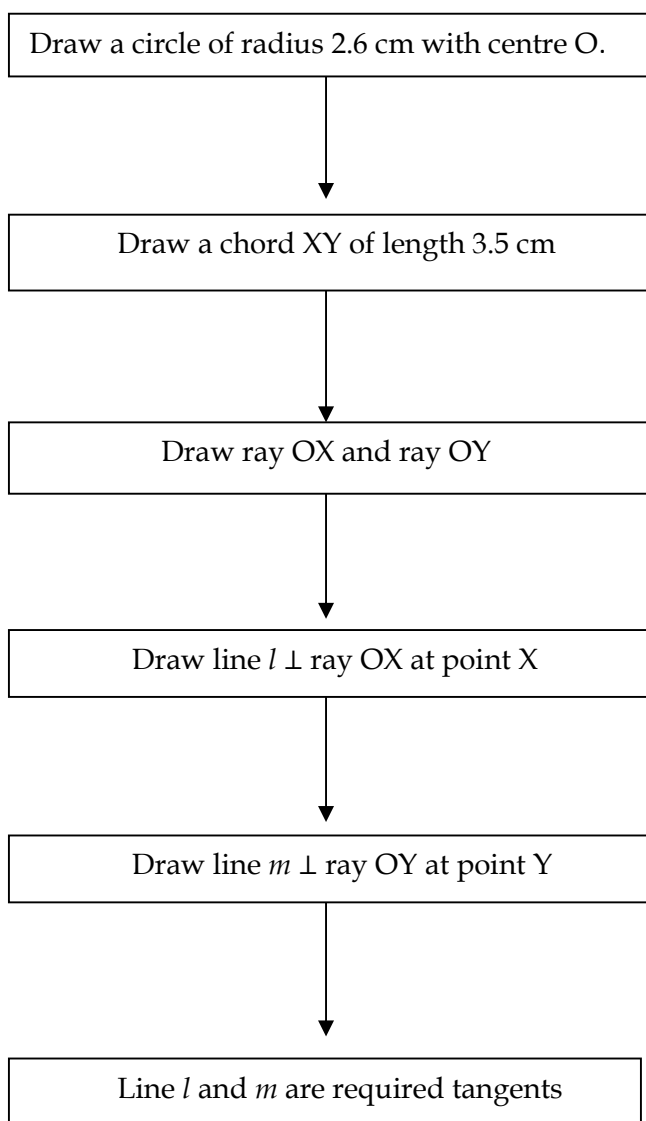 Draw a circle of radius 2.6 cm with centre O.
Draw a chord XY of length 3.5 cm
Draw ray OX and ray OY
Draw line l ⊥ ray OX at point X
Draw line m ⊥ ray OY at point Y
Line l and m are required tangents